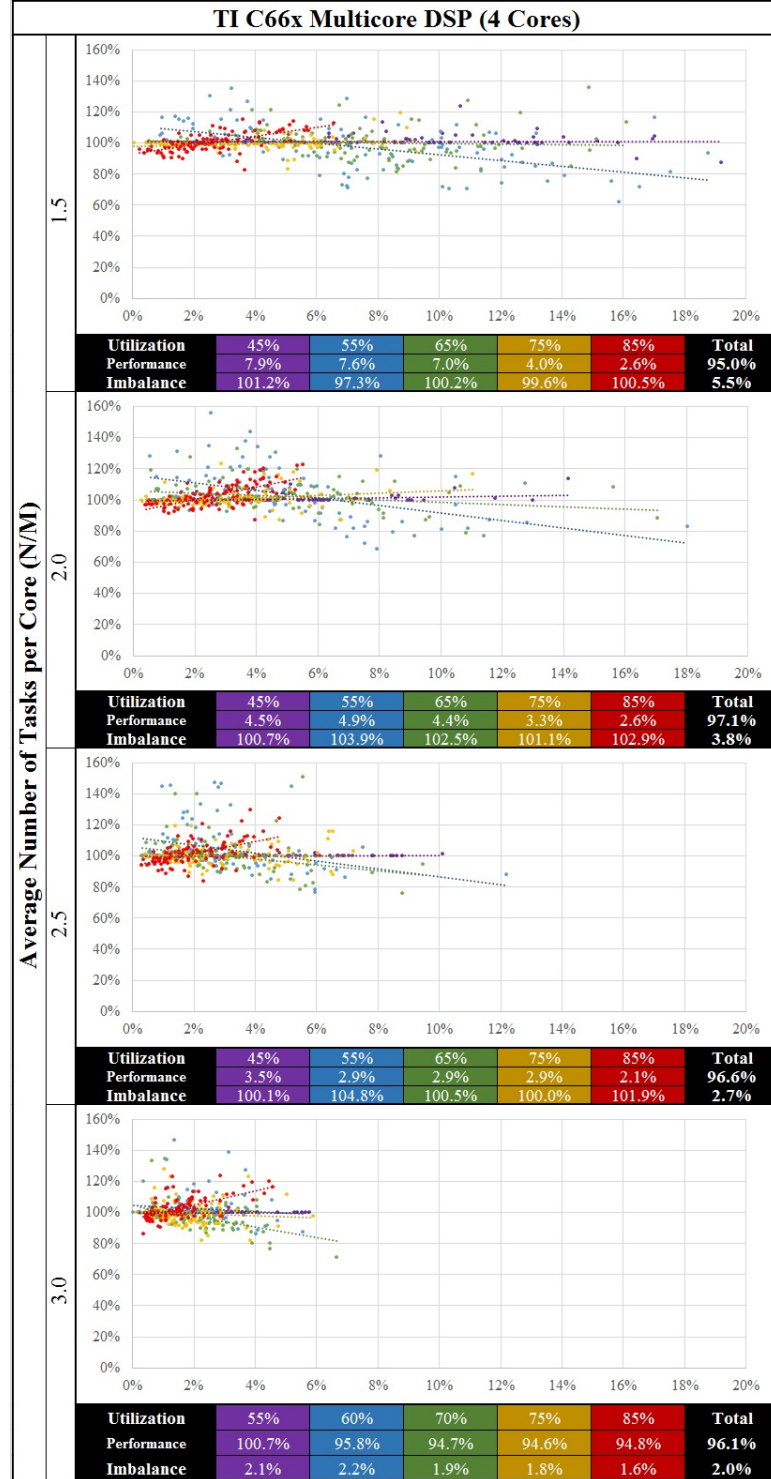 TI C66x Multicore DSP (4 Cores)
Average Number of Tasks per Core (N/M)
1.5
160%
140%
120%
100%
80%
60%
40%
20%
0%
0% 2% 4% 6% 8% 10% 12% 14% 16% 18% 20%
Utilization 45% 55% 65% 75% 85% Total
Performance 7.9% 7.6% 7.0% 4.0% 2.6% 95.0%
Imbalance 101.2% 97.3% 100.2% 99.6% 100.5% 5.5%
2.0
160%
140%
120%
100%
80%
60%
40%
20%
0%
0% 2% 4% 6% 8% 10% 12% 14% 16% 18% 20%
Utilization 45% 55% 65% 75% 85% Total
Performance 4.5% 4.9% 4.4% 3.3% 2.6% 97.1%
Imbalance 100.7% 103.9% 102.5% 101.1% 102.9% 3.8%
2.5
160%
140%
120%
100%
80%
60%
40%
20%
0%
0% 2% 4% 6% 8% 10% 12% 14% 16% 18% 20%
Utilization 45% 55% 65% 75% 85% Total
Performance 3.5% 2.9% 2.9% 2.9% 2.1% 96.6%
Imbalance 100.1% 104.8% 100.5% 100.0% 101.9% 2.7%
3.0
160%
140%
120%
100%
80%
60%
40%
20%
0%
0% 2% 4% 6% 8% 10% 12% 14% 16% 18% 20%
Utilization 55% 60% 70% 75% 85% Total
Performance 100.7% 95.8% 94.7% 94.6% 94.8% 96.1%
Imbalance 2.1% 2.2% 1.9% 1.8% 1.6% 2.0%